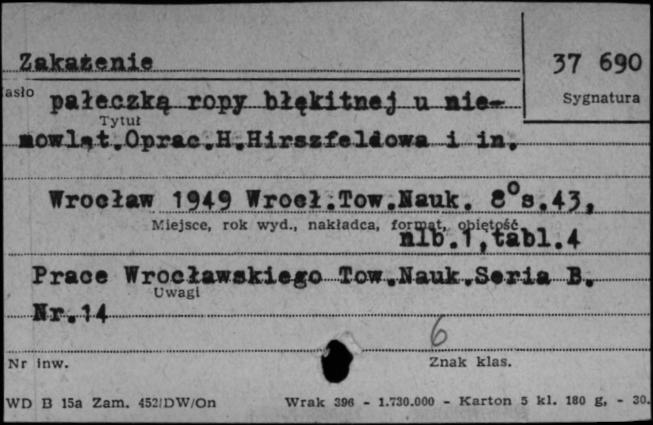 Zakażenie
37 690
asło
pałeczką ropy błękitnej u nie-
Sygnatura
Tytuł
mowląt.Oprac.H.Hirszfeldowa i in.
Wrocław 1949 Wrocł.Tow.Nauk. 8°s.43,
Miejsce, rok wyd., nakładca, format, objętość
nlb.1,tabl.4
Prace Wrocławskiego Tow.Nauk.Seria B.
Uwagi
Nr.14
6
Nr inw.
Znak klas.
WD B 15a Zam. 452/DW/On Wrak 396 - 1.730.000 - Karton 5 kl. 180 g, - 30.